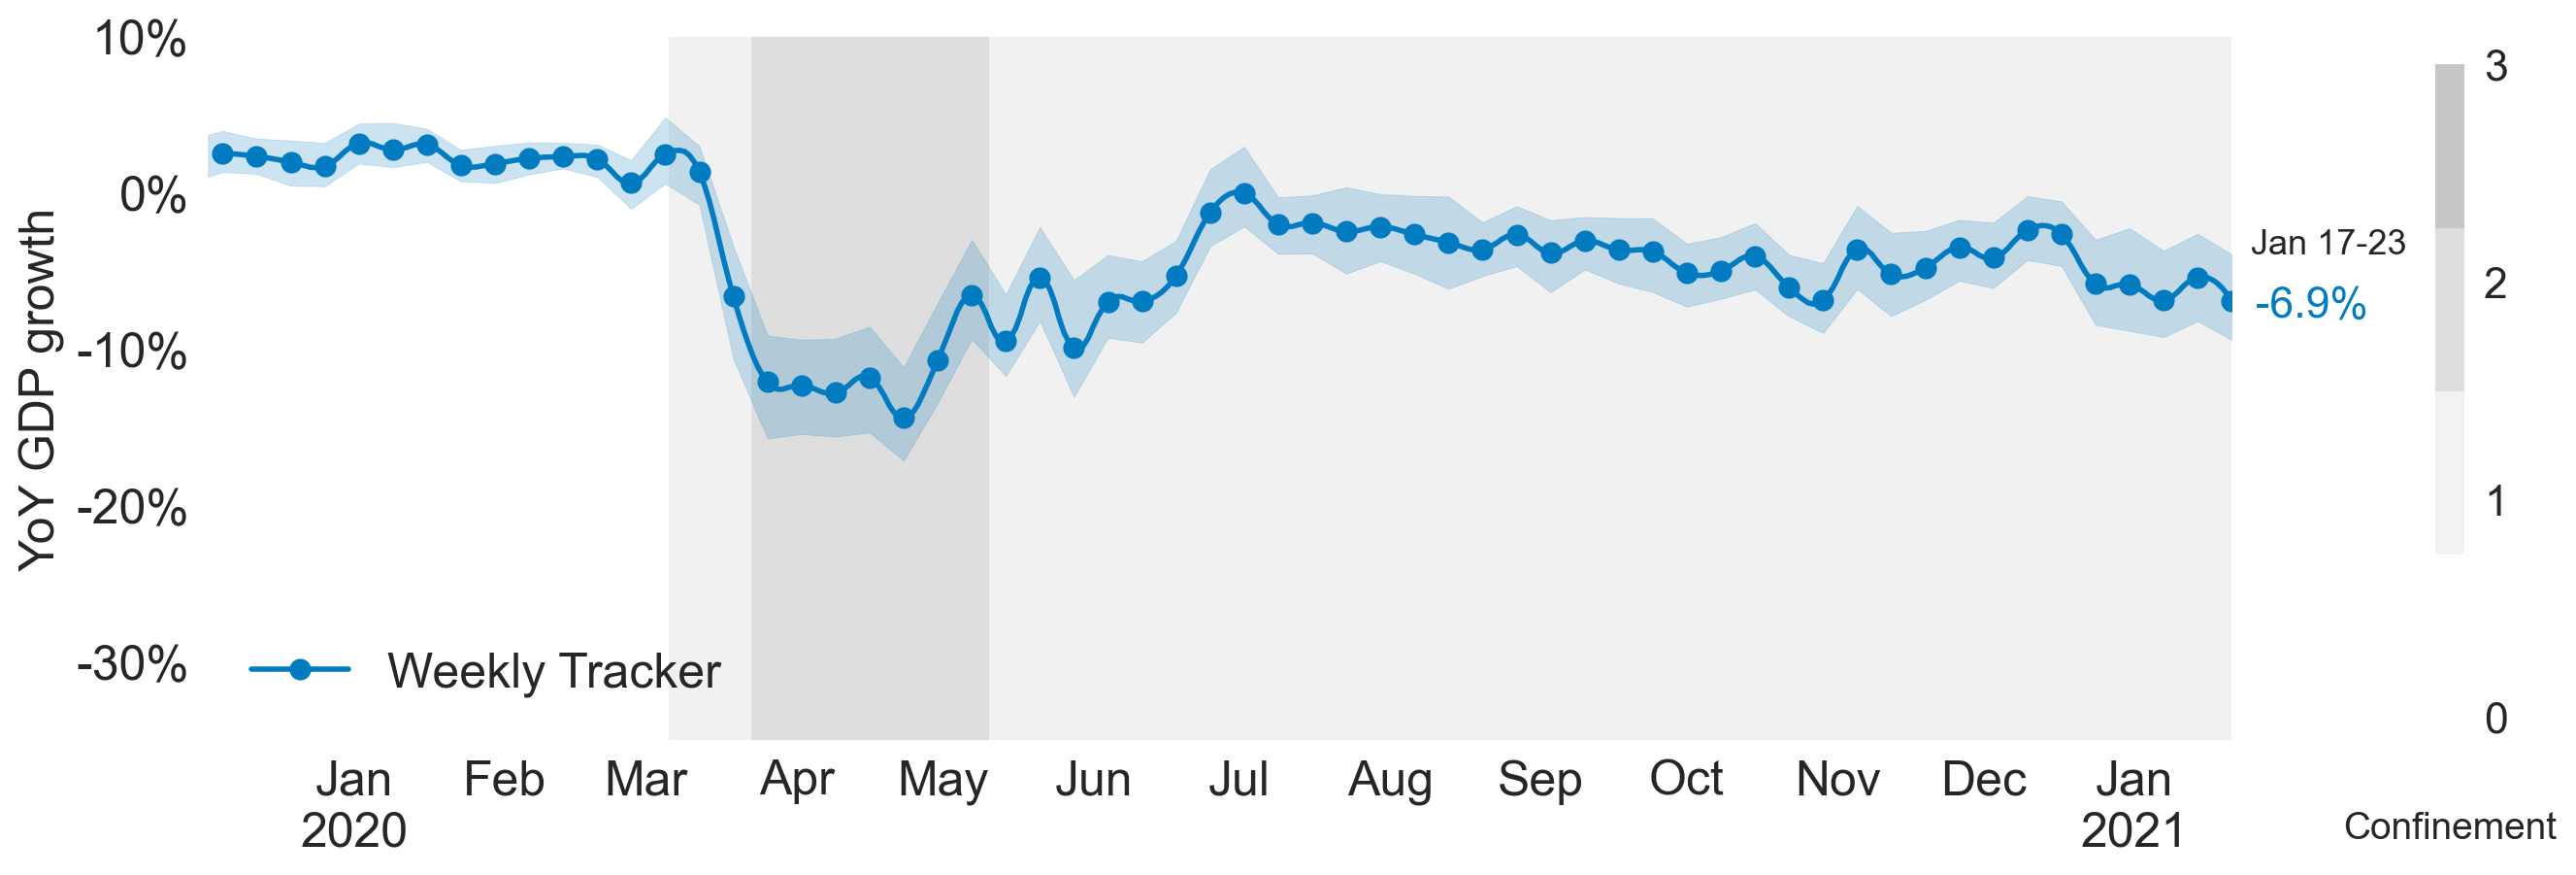 YoY GDP growth
10%
0%
-10%
-20%
-30%
Weekly Tracker
Jan Feb Mar Apr May Jun Jul Aug Sep Oct Nov Dec Jan
2020 2021
Jan 17-23
-6.9%
3
2
1
0
Confinement